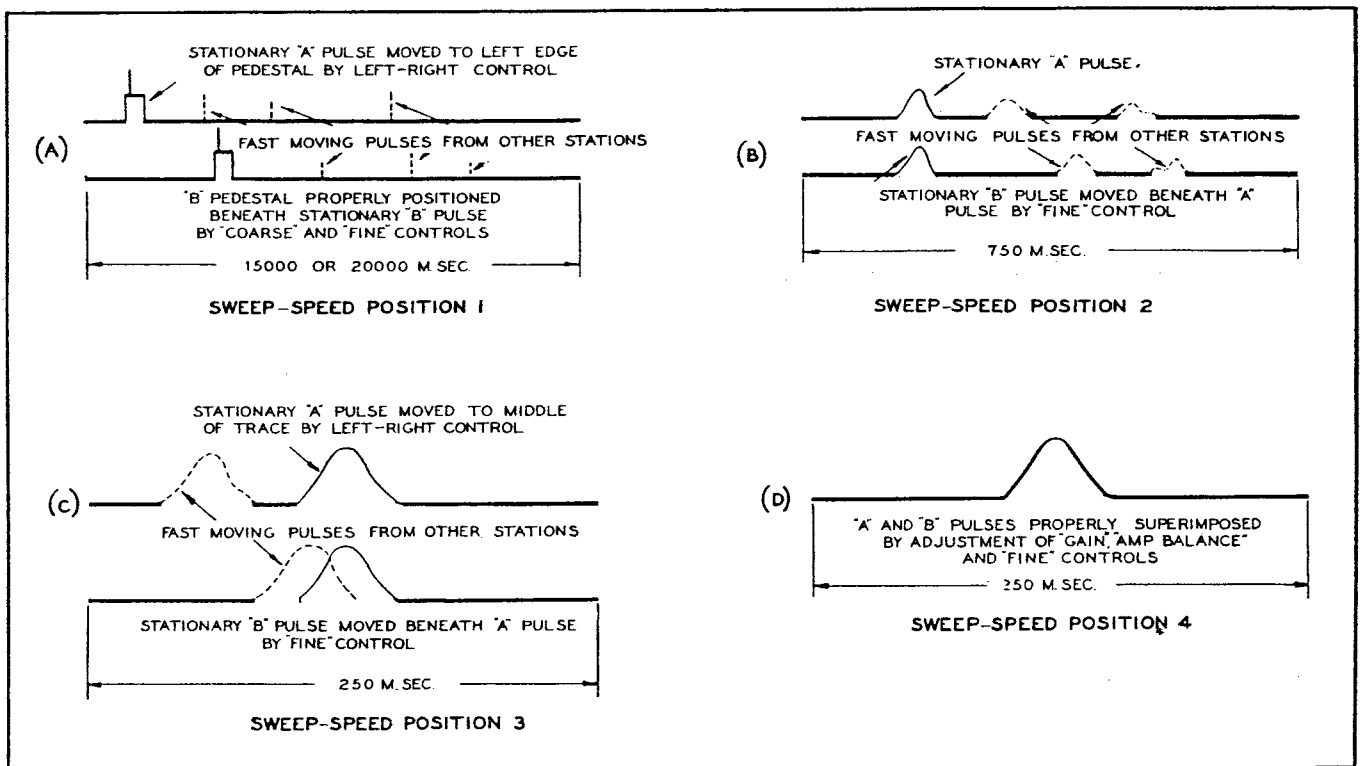 STATIONARY "A" PULSE MOVED TO LEFT EDGE
OF PEDESTAL BY LEFT-RIGHT CONTROL
(A)
FAST MOVING PULSES FROM OTHER STATIONS
"B" PEDESTAL PROPERLY POSITIONED
BENEATH STATIONARY "B" PULSE
BY "COARSE" AND "FINE" CONTROLS
15000 OR 20000 M.SEC.
SWEEP-SPEED POSITION 1
STATIONARY "A" PULSE.
(B)
FAST MOVING PULSES FROM OTHER STATIONS
STATIONARY "B" PULSE MOVED BENEATH "A"
PULSE BY "FINE" CONTROL
750 M.SEC.
SWEEP-SPEED POSITION 2
STATIONARY "A" PULSE MOVED TO MIDDLE
OF TRACE BY LEFT-RIGHT CONTROL
(C)
FAST MOVING PULSES FROM OTHER STATIONS
STATIONARY "B" PULSE MOVED BENEATH "A" PULSE
BY "FINE" CONTROL
250 M.SEC.
SWEEP-SPEED POSITION 3
(D)
"A" AND "B" PULSES PROPERLY SUPERIMPOSED
BY ADJUSTMENT OF "GAIN", "AMP BALANCE"
AND "FINE" CONTROLS
250 M.SEC.
SWEEP-SPEED POSITION 4